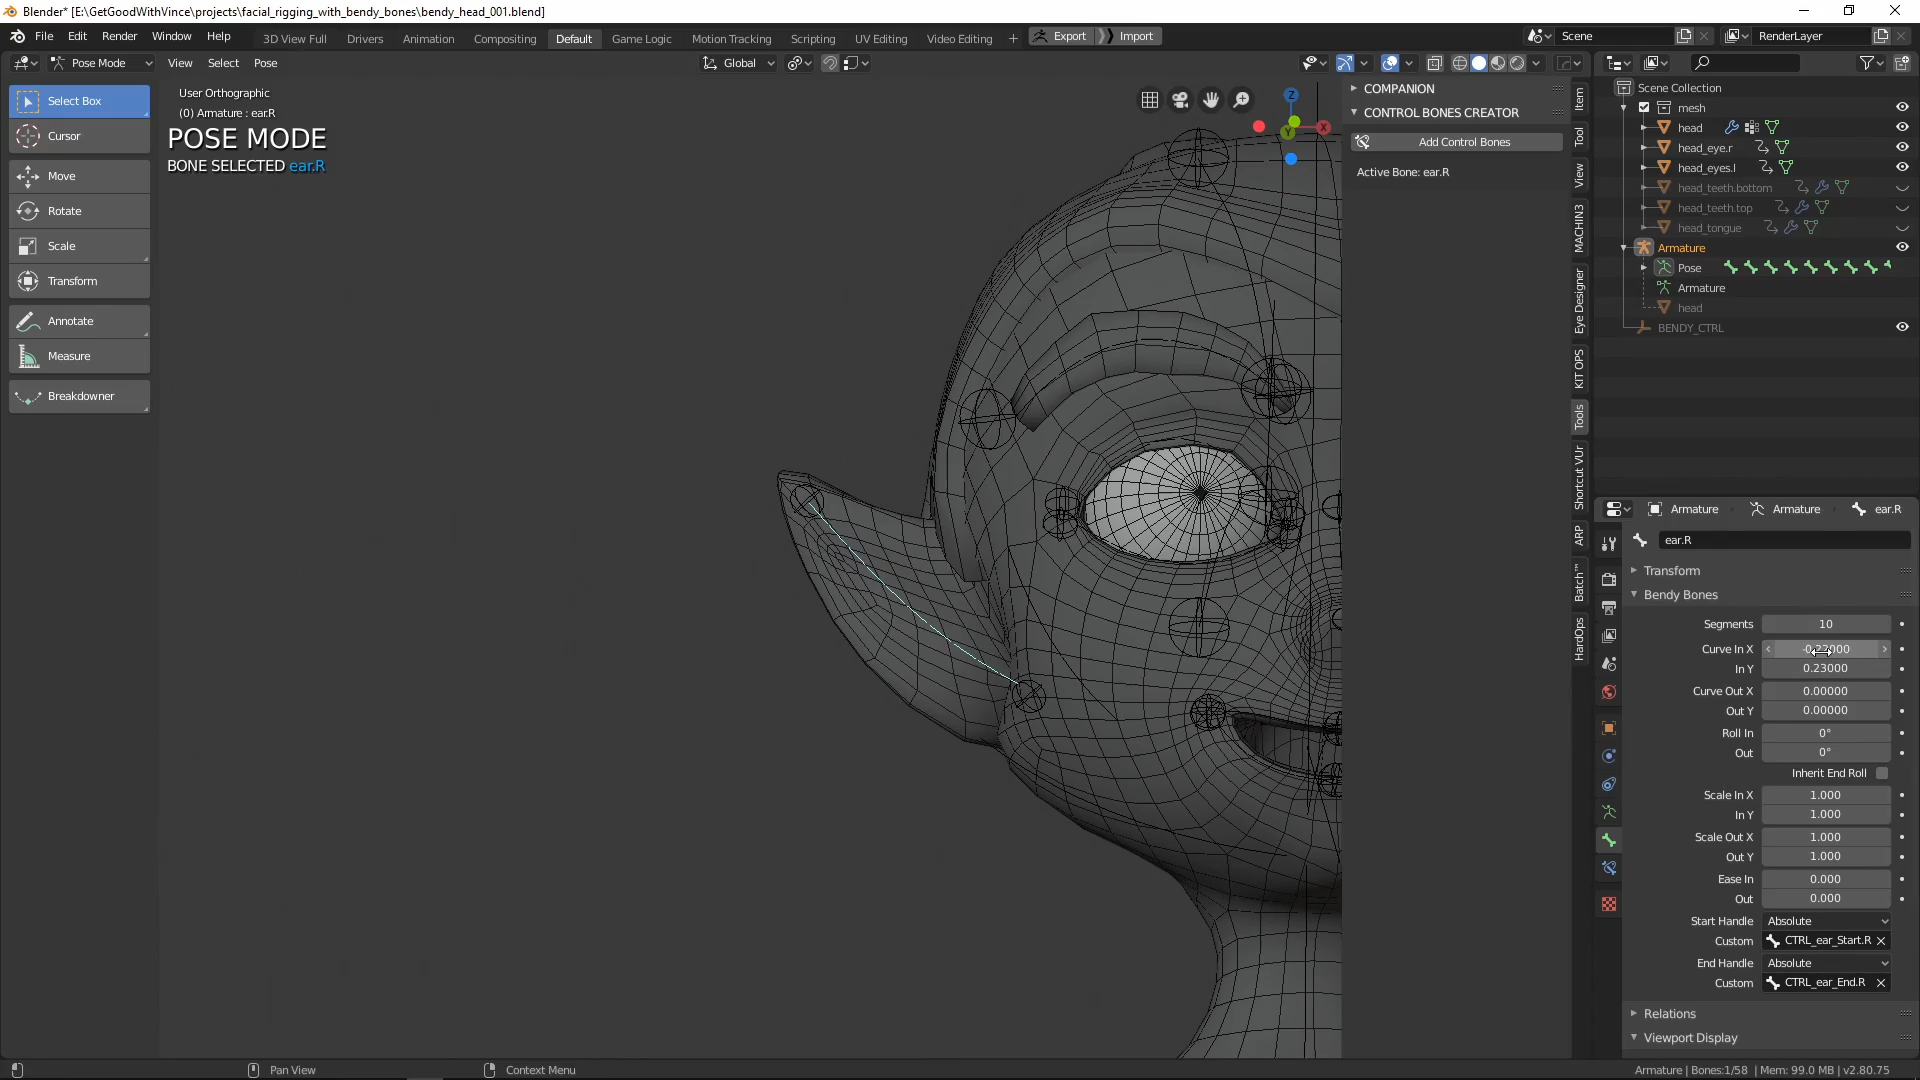 Blender* [E:\GetGoodWithVince\projects\facial_rigging_with_bendy_bones\bendy_head_001.blend]
File Edit Render Window Help
3D View Full Drivers Animation Compositing Default Game Logic Motion Tracking Scripting UV Editing Video Editing + Export Import
Scene RenderLayer
Pose Mode View Select Pose Global
Select Box
Cursor
Move
Rotate
Scale
Transform
Annotate
Measure
Breakdowner
User Orthographic
(0) Armature : ear.R
POSE MODE
BONE SELECTED ear.R
Z
X
Y
COMPANION
CONTROL BONES CREATOR
Add Control Bones
Active Bone: ear.R
Item
Tool
View
MACHIN3
Eye Designer
KIT OPS
Tools
Shortcut VUr
ARP
Batch™
HardOps
Scene Collection
mesh
head
head_eye.r
head_eyes.l
head_teeth.bottom
head_teeth.top
head_tongue
Armature
Pose
Armature
head
BENDY_CTRL
Armature Armature ear.R
ear.R
Transform
Bendy Bones
Segments 10
Curve In X
In Y 0.23000
Curve Out X 0.00000
Out Y 0.00000
Roll In 0°
Out 0°
Inherit End Roll
Scale In X 1.000
In Y 1.000
Scale Out X 1.000
Out Y 1.000
Ease In 0.000
Out 0.000
Start Handle Absolute
Custom CTRL_ear_Start.R
End Handle Absolute
Custom CTRL_ear_End.R
Relations
Viewport Display
Pan View Context Menu Armature | Bones:1/58 | Mem: 99.0 MB | v2.80.75